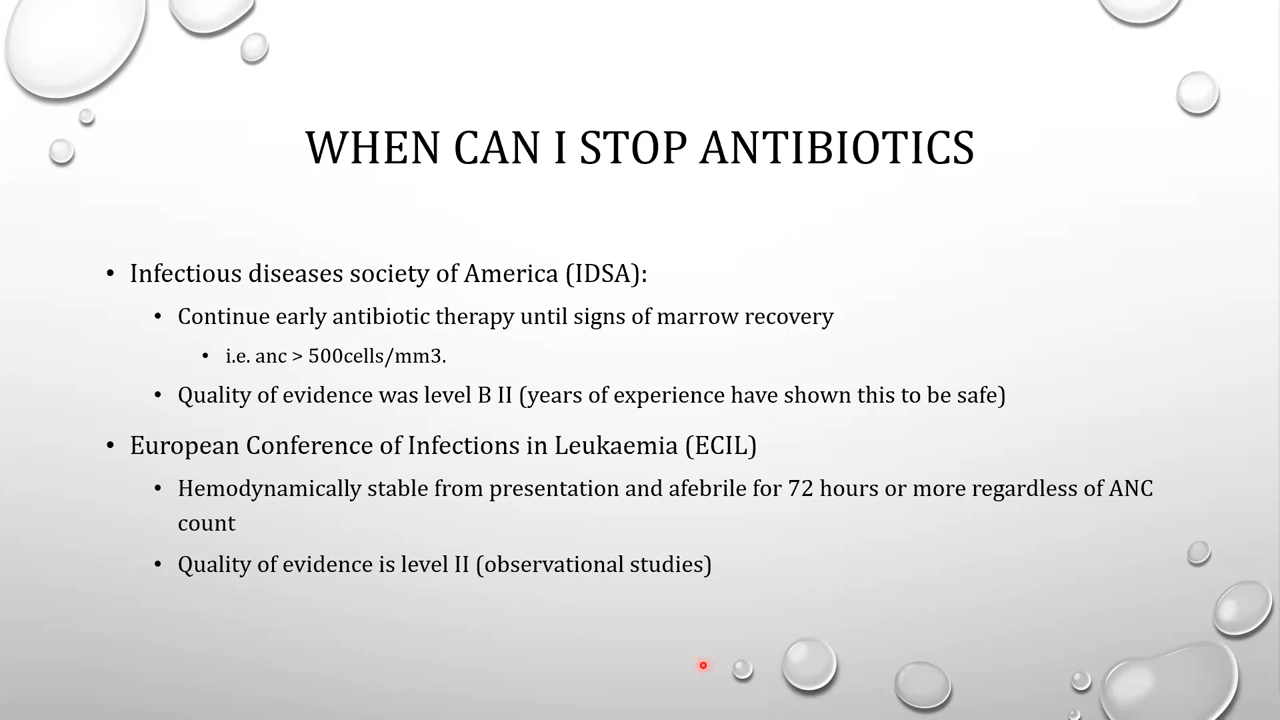 WHEN CAN I STOP ANTIBIOTICS
• Infectious diseases society of America (IDSA):
• Continue early antibiotic therapy until signs of marrow recovery
• i.e. anc > 500cells/mm3.
• Quality of evidence was level B II (years of experience have shown this to be safe)
• European Conference of Infections in Leukaemia (ECIL)
• Hemodynamically stable from presentation and afebrile for 72 hours or more regardless of ANC
count
• Quality of evidence is level II (observational studies)